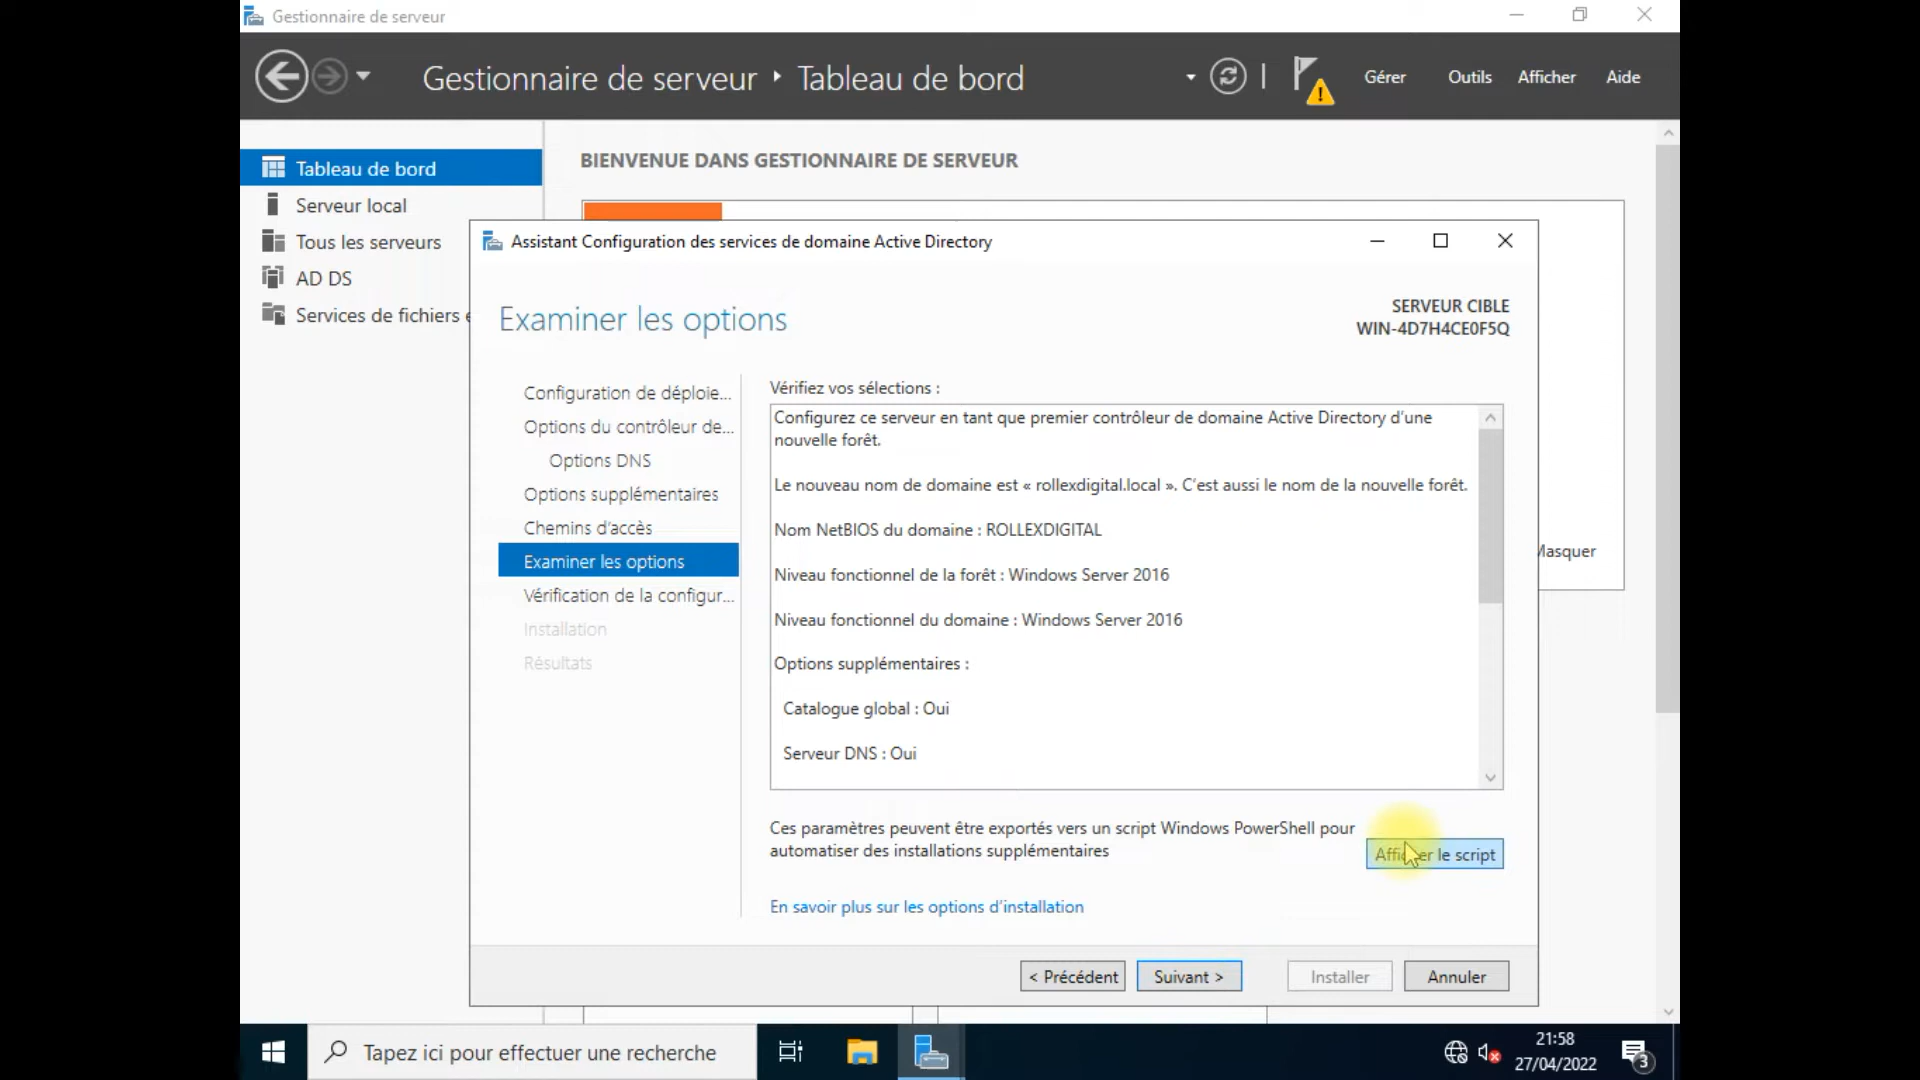 Gestionnaire de serveur
Gestionnaire de serveur ‣ Tableau de bord
Gérer
Outils
Afficher
Aide
Tableau de bord
Serveur local
Tous les serveurs
AD DS
Services de fichiers
BIENVENUE DANS GESTIONNAIRE DE SERVEUR
Masquer
Assistant Configuration des services de domaine Active Directory
Examiner les options
SERVEUR CIBLE
WIN-4D7H4CE0F5Q
Configuration de déploie...
Options du contrôleur de...
Options DNS
Options supplémentaires
Chemins d'accès
Examiner les options
Vérification de la configur...
Installation
Résultats
Vérifiez vos sélections :
Configurez ce serveur en tant que premier contrôleur de domaine Active Directory d'une
nouvelle forêt.
Le nouveau nom de domaine est « rollexdigital.local ». C'est aussi le nom de la nouvelle forêt.
Nom NetBIOS du domaine : ROLLEXDIGITAL
Niveau fonctionnel de la forêt : Windows Server 2016
Niveau fonctionnel du domaine : Windows Server 2016
Options supplémentaires :
Catalogue global : Oui
Serveur DNS : Oui
Ces paramètres peuvent être exportés vers un script Windows PowerShell pour
automatiser des installations supplémentaires
Afficher le script
En savoir plus sur les options d'installation
< Précédent
Suivant >
Installer
Annuler
Tapez ici pour effectuer une recherche
21:58
27/04/2022
3